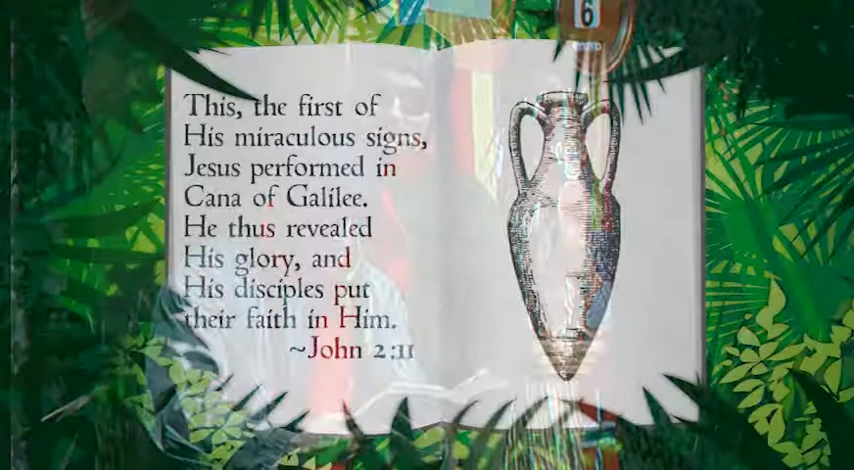 6
This, the first of
His miraculous signs,
Jesus performed in
Cana of Galilee.
He thus revealed
His glory, and
His disciples put
their faith in Him.
~John 2:11